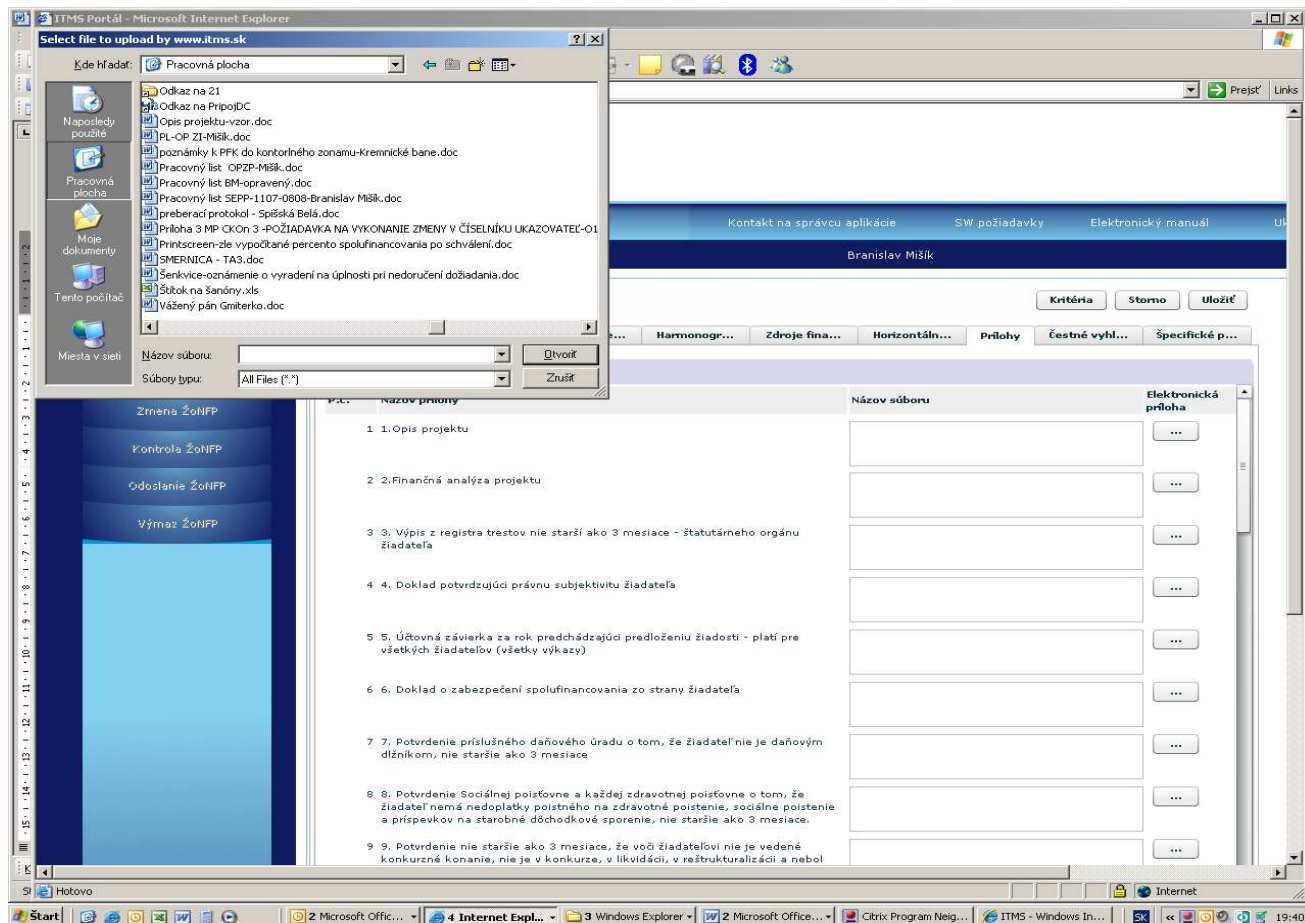 ITMS Portál - Microsoft Internet Explorer
Select file to upload by www.itms.sk
Kde hľadať:
Pracovná plocha
Naposledy
použité
Pracovná
plocha
Moje
dokumenty
Tento počítač
Miesta v sieti
Odkaz na 21
Odkaz na PripojDC
Opis projektu-vzor.doc
PL-OP ZI-Mišík.doc
poznámky k PFK do kontorlného zonamu-Kremnické bane.doc
Pracovný list OPZP-Mišík.doc
Pracovný list BM-opravený.doc
Pracovný list SEPP-1107-0808-Branislav Mišík.doc
preberací protokol - Spišská Belá.doc
Príloha 3 MP CKOn 3 -POŽIADAVKA NA VYKONANIE ZMENY V ČÍSELNÍKU UKAZOVATEĽ-O1
Printscreen-zle vypočítané percento spolufinancovania po schválení.doc
SMERNICA - TA3.doc
Šenkvice-oznámenie o vyradení na úplnosti pri nedoručení dožiadania.doc
Štítok na šanóny.xls
Vážený pán Gmiterko.doc
Názov súboru:
Otvoriť
Súbory typu:
All Files (*.*)
Zrušiť
Prejsť Links
Kontakt na správcu aplikácie SW požiadavky Elektronický manuál
Branislav Mišík
Kritéria Storno Uložiť
Harmonogr... Zdroje fina... Horizontáln... Prílohy Čestné vyhl... Špecifické p...
P.č. Názov prílohy Názov súboru Elektronická
príloha
Zmena ŽoNFP
Kontrola ŽoNFP
Odoslanie ŽoNFP
Výmaz ŽoNFP
1 1.Opis projektu ...
2 2.Finančná analýza projektu ...
3 3. Výpis z registra trestov nie starší ako 3 mesiace - štatutárneho orgánu ...
žiadateľa
4 4. Doklad potvrdzujúci právnu subjektivitu žiadateľa ...
5 5. Účtovná závierka za rok predchádzajúci predloženiu žiadosti - platí pre ...
všetkých žiadateľov (všetky výkazy)
6 6. Doklad o zabezpečení spolufinancovania zo strany žiadateľa ...
7 7. Potvrdenie príslušného daňového úradu o tom, že žiadateľ nie je daňovým ...
dlžníkom, nie staršie ako 3 mesiace
8 8. Potvrdenie Sociálnej poisťovne a každej zdravotnej poisťovne o tom, že ...
žiadateľ nemá nedoplatky poistného na zdravotné poistenie, sociálne poistenie
a príspevkov na starobné dôchodkové sporenie, nie staršie ako 3 mesiace.
9 9. Potvrdenie nie staršie ako 3 mesiace, že voči žiadateľovi nie je vedené ...
konkurzné konanie, nie je v konkurze, v likvidácii, v reštrukturalizácii a nebol
Hotovo Internet
Štart 2 Microsoft Offic... 4 Internet Expl... 3 Windows Explorer 2 Microsoft Office... Citrix Program Neig... ITMS - Windows In... SK 19:40